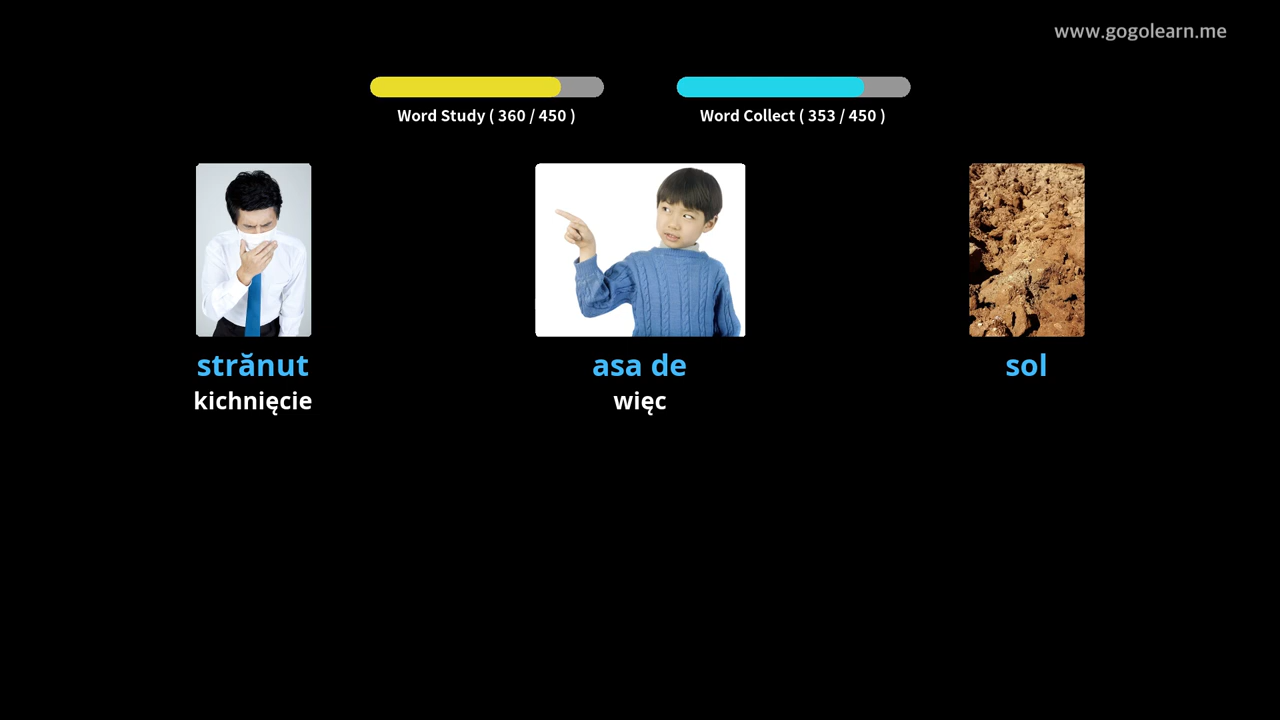 www.gogolearn.me
Word Study ( 360 / 450 )
Word Collect ( 353 / 450 )
strănut
kichnięcie
asa de
więc
sol